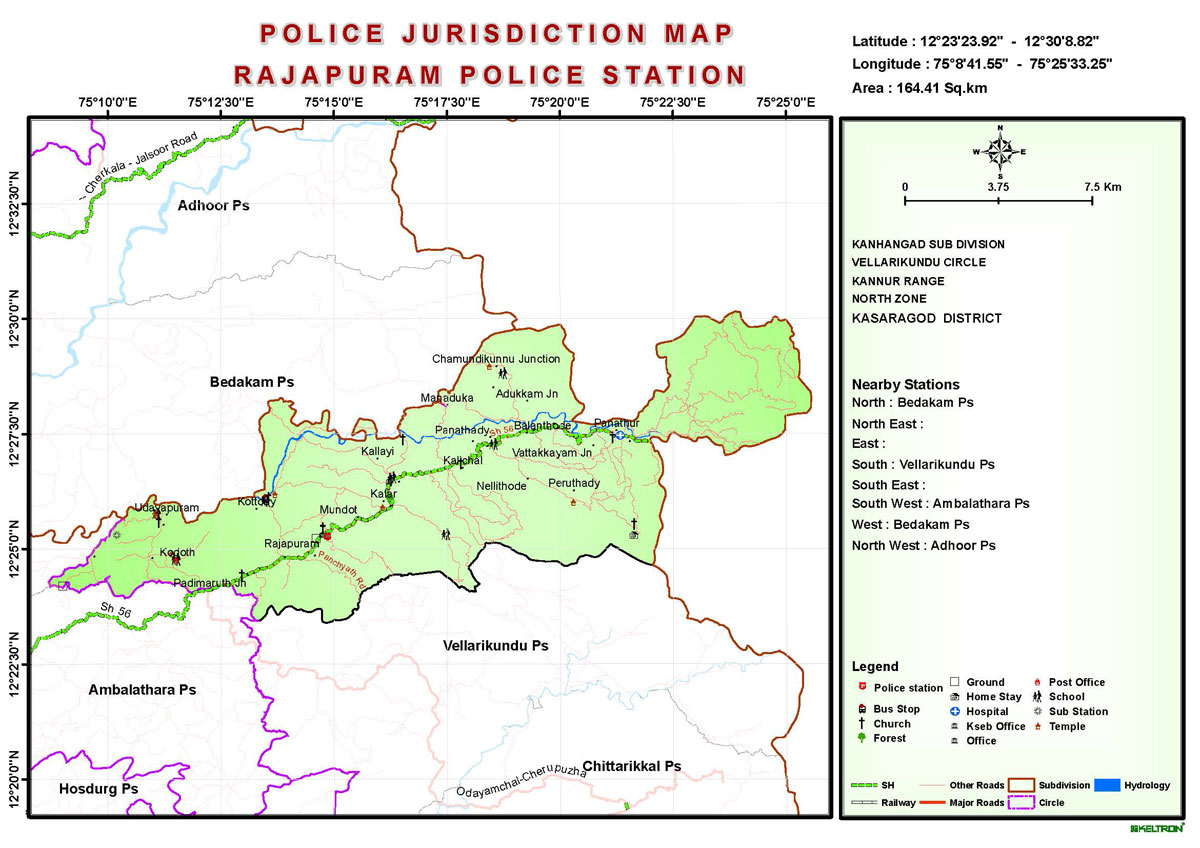 POLICE JURISDICTION MAP
RAJAPURAM POLICE STATION
Latitude : 12°23'23.92" - 12°30'8.82"
Longitude : 75°8'41.55" - 75°25'33.25"
Area : 164.41 Sq.km
75°10'0"E 75°12'30"E 75°15'0"E 75°17'30"E 75°20'0"E 75°22'30"E 75°25'0"E
12°32'30"N
12°30'0"N
12°27'30"N
12°25'0"N
12°22'30"N
12°20'0"N
Cherkala - Jalsoor Road
Adhoor Ps
Bedakam Ps
Chamundikunnu Junction
Adukkam Jn
Manaduka
Panathady
Sh 56
Balanthode
Panathur
Kallayi
Kallchal
Vattakkayam Jn
Nellithode
Peruthady
Kalar
Kottody
Udayapuram
Mundot
Rajapuram
Kodoth
Panchyath Rd
Padimaruth Jn
Sh 56
Vellarikundu Ps
Ambalathara Ps
Hosdurg Ps
Chittarikkal Ps
Odayamchal-Cherupuzha
N
W E
S
0 3.75 7.5 Km
KANHANGAD SUB DIVISION
VELLARIKUNDU CIRCLE
KANNUR RANGE
NORTH ZONE
KASARAGOD DISTRICT
Nearby Stations
North : Bedakam Ps
North East :
East :
South : Vellarikundu Ps
South East :
South West : Ambalathara Ps
West : Bedakam Ps
North West : Adhoor Ps
Legend
Police station
Bus Stop
Church
Forest
Ground
Home Stay
Hospital
Kseb Office
Office
Post Office
School
Sub Station
Temple
SH
Railway
Other Roads
Major Roads
Subdivision
Circle
Hydrology
KELTRON